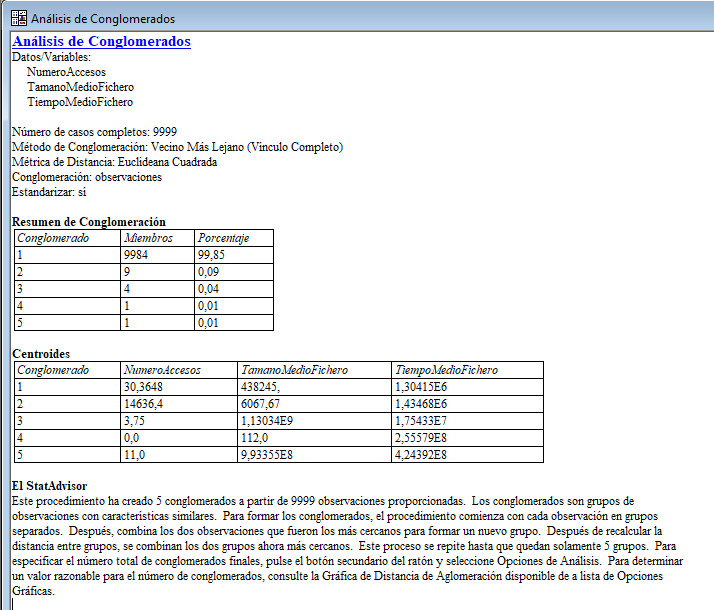 Análisis de Conglomerados
Análisis de Conglomerados
Datos/Variables:
NumeroAccesos
TamanoMedioFichero
TiempoMedioFichero
Número de casos completos: 9999
Método de Conglomeración: Vecino Más Lejano (Vinculo Completo)
Métrica de Distancia: Euclideana Cuadrada
Conglomeración: observaciones
Estandarizar: sí
Resumen de Conglomeración
Conglomerado Miembros Porcentaje
1 9984 99,85
2 9 0,09
3 4 0,04
4 1 0,01
5 1 0,01
Centroides
Conglomerado NumeroAccesos TamanoMedioFichero TiempoMedioFichero
1 30,3648 438245, 1,30415E6
2 14636,4 6067,67 1,43468E6
3 3,75 1,13034E9 1,75433E7
4 0,0 112,0 2,55579E8
5 11,0 9,93355E8 4,24392E8
El StatAdvisor
Este procedimiento ha creado 5 conglomerados a partir de 9999 observaciones proporcionadas. Los conglomerados son grupos de
observaciones con características similares. Para formar los conglomerados, el procedimiento comienza con cada observación en grupos
separados. Después, combina los dos observaciones que fueron los más cercanos para formar un nuevo grupo. Después de recalcular la
distancia entre grupos, se combinan los dos grupos ahora más cercanos. Este proceso se repite hasta que quedan solamente 5 grupos. Para
especificar el número total de conglomerados finales, pulse el botón secundario del ratón y seleccione Opciones de Análisis. Para determinar
un valor razonable para el número de conglomerados, consulte la Gráfica de Distancia de Aglomeración disponible de a lista de Opciones
Gráficas.